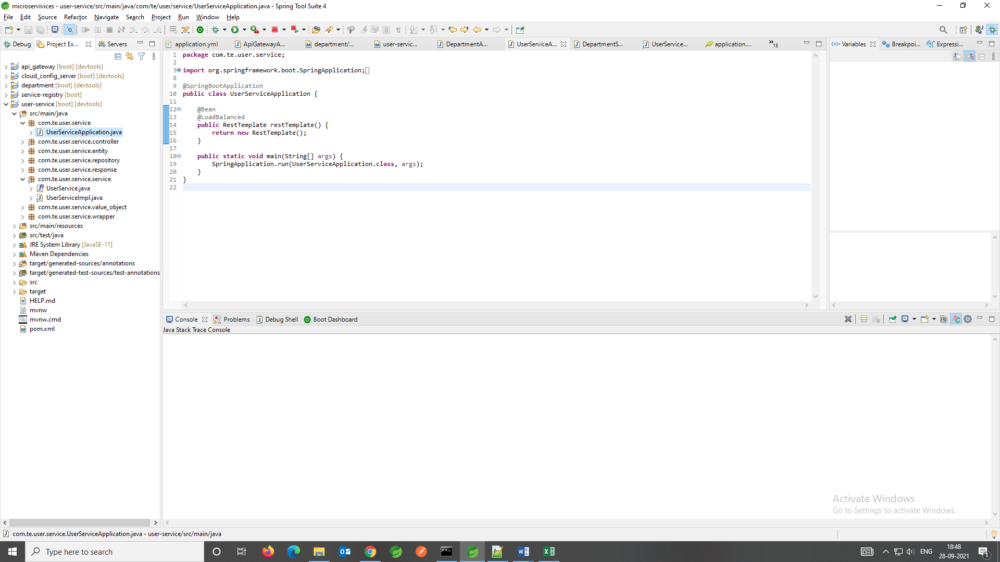 microservivices - user-service/src/main/java/com/te/user/service/UserServiceApplication.java - Spring Tool Suite 4
File Edit Source Refactor Navigate Search Project Run Window Help
Debug Project Ex... Servers
application.yml ApiGatewayA... department/... user-servic... DepartmentA... UserServiceA... DepartmentS... UserService... application.... »15
(x)= Variables Breakpoi... Expressi...
api_gateway [boot] [devtools]
cloud_config_server [boot] [devtools]
department [boot] [devtools]
service-registry [boot]
user-service [boot] [devtools]
src/main/java
com.te.user.service
UserServiceApplication.java
com.te.user.service.controller
com.te.user.service.entity
com.te.user.service.repository
com.te.user.service.response
com.te.user.service.service
UserService.java
UserServiceImpl.java
com.te.user.service.value_object
com.te.user.service.wrapper
src/main/resources
src/test/java
JRE System Library [JavaSE-11]
Maven Dependencies
target/generated-sources/annotations
target/generated-test-sources/test-annotations
src
target
HELP.md
mvnw
mvnw.cmd
pom.xml
1 package com.te.user.service;
2
3 import org.springframework.boot.SpringApplication;
8
9 @SpringBootApplication
10 public class UserServiceApplication {
11
12 @Bean
13 @LoadBalanced
14 public RestTemplate restTemplate() {
15 return new RestTemplate();
16 }
17
18 public static void main(String[] args) {
19 SpringApplication.run(UserServiceApplication.class, args);
20 }
21 }
22
Console Problems Debug Shell Boot Dashboard
Java Stack Trace Console
Activate Windows
Go to Settings to activate Windows.
com.te.user.service.UserServiceApplication.java - user-service/src/main/java
Type here to search
ENG
18:48
28-09-2021
1